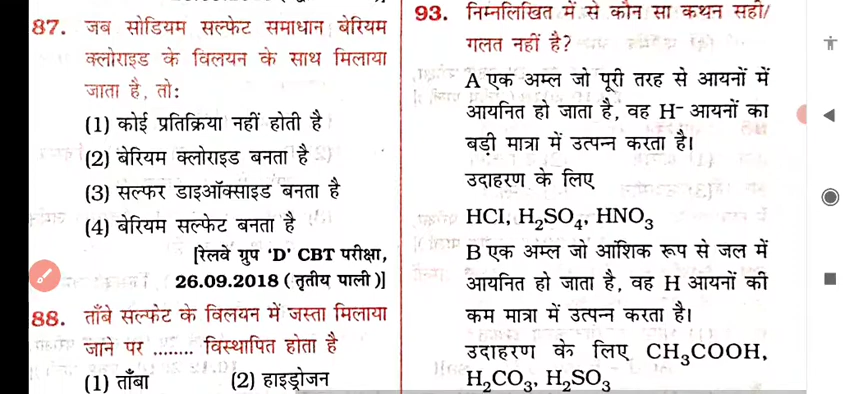 87. जब सोडियम सल्फेट समाधान बेरियम
क्लोराइड के विलयन के साथ मिलाया
जाता है, तो:
(1) कोई प्रतिक्रिया नहीं होती है
(2) बेरियम क्लोराइड बनता है
(3) सल्फर डाइऑक्साइड बनता है
(4) बेरियम सल्फेट बनता है
[रेलवे ग्रुप ‘D’ CBT परीक्षा,
26.09.2018 (तृतीय पाली)]
88. ताँबे सल्फेट के विलयन में जस्ता मिलाया
जाने पर ........ विस्थापित होता है
(1) ताँबा (2) हाइड्रोजन
93. निम्नलिखित में से कौन सा कथन सही/
गलत नहीं है?
A एक अम्ल जो पूरी तरह से आयनों में
आयनित हो जाता है, वह H⁻ आयनों का
बड़ी मात्रा में उत्पन्न करता है।
उदाहरण के लिए
HCl, H₂SO₄, HNO₃
B एक अम्ल जो आंशिक रूप से जल में
आयनित हो जाता है, वह H आयनों की
कम मात्रा में उत्पन्न करता है।
उदाहरण के लिए CH₃COOH,
H₂CO₃, H₂SO₃